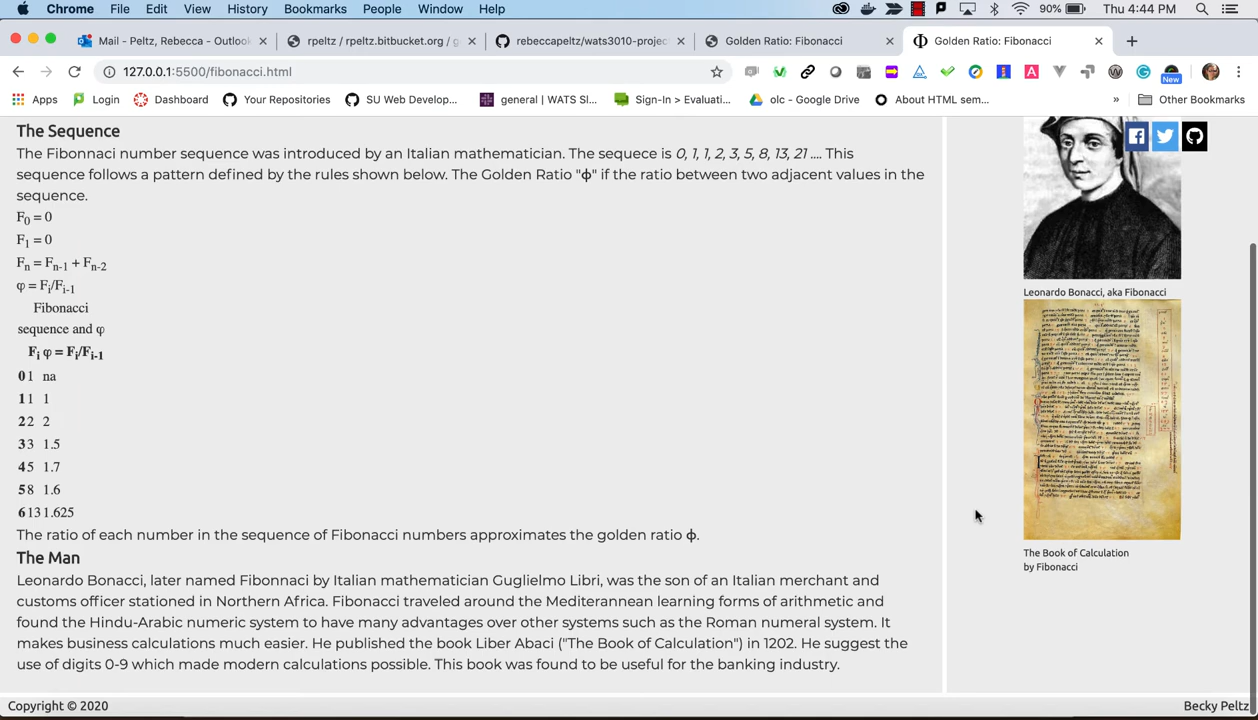 Chrome File Edit View History Bookmarks People Window Help 90% Thu 4:44 PM
Mail - Peltz, Rebecca - Outloo
rpeltz / rpeltz.bitbucket.org / g
rebeccapeltz/wats3010-projec
Golden Ratio: Fibonacci
Golden Ratio: Fibonacci
127.0.0.1:5500/fibonacci.html
New
Apps Login Dashboard Your Repositories SU Web Develop... general | WATS Sl... Sign-In > Evaluati... olc - Google Drive About HTML sem... » Other Bookmarks
The Sequence
The Fibonnaci number sequence was introduced by an Italian mathematician. The sequece is 0, 1, 1, 2, 3, 5, 8, 13, 21 .... This
sequence follows a pattern defined by the rules shown below. The Golden Ratio "ϕ" if the ratio between two adjacent values in the
sequence.
F0 = 0
F1 = 0
Fn = Fn-1 + Fn-2
φ = Fi/Fi-1
Fibonacci
sequence and φ
Fi φ = Fi/Fi-1
0 1 na
1 1 1
2 2 2
3 3 1.5
4 5 1.7
5 8 1.6
6 13 1.625
The ratio of each number in the sequence of Fibonacci numbers approximates the golden ratio ϕ.
The Man
Leonardo Bonacci, later named Fibonnaci by Italian mathematician Guglielmo Libri, was the son of an Italian merchant and
customs officer stationed in Northern Africa. Fibonacci traveled around the Mediterannean learning forms of arithmetic and
found the Hindu-Arabic numeric system to have many advantages over other systems such as the Roman numeral system. It
makes business calculations much easier. He published the book Liber Abaci ("The Book of Calculation") in 1202. He suggest the
use of digits 0-9 which made modern calculations possible. This book was found to be useful for the banking industry.
Leonardo Bonacci, aka Fibonacci
The Book of Calculation
by Fibonacci
Copyright © 2020
Becky Peltz